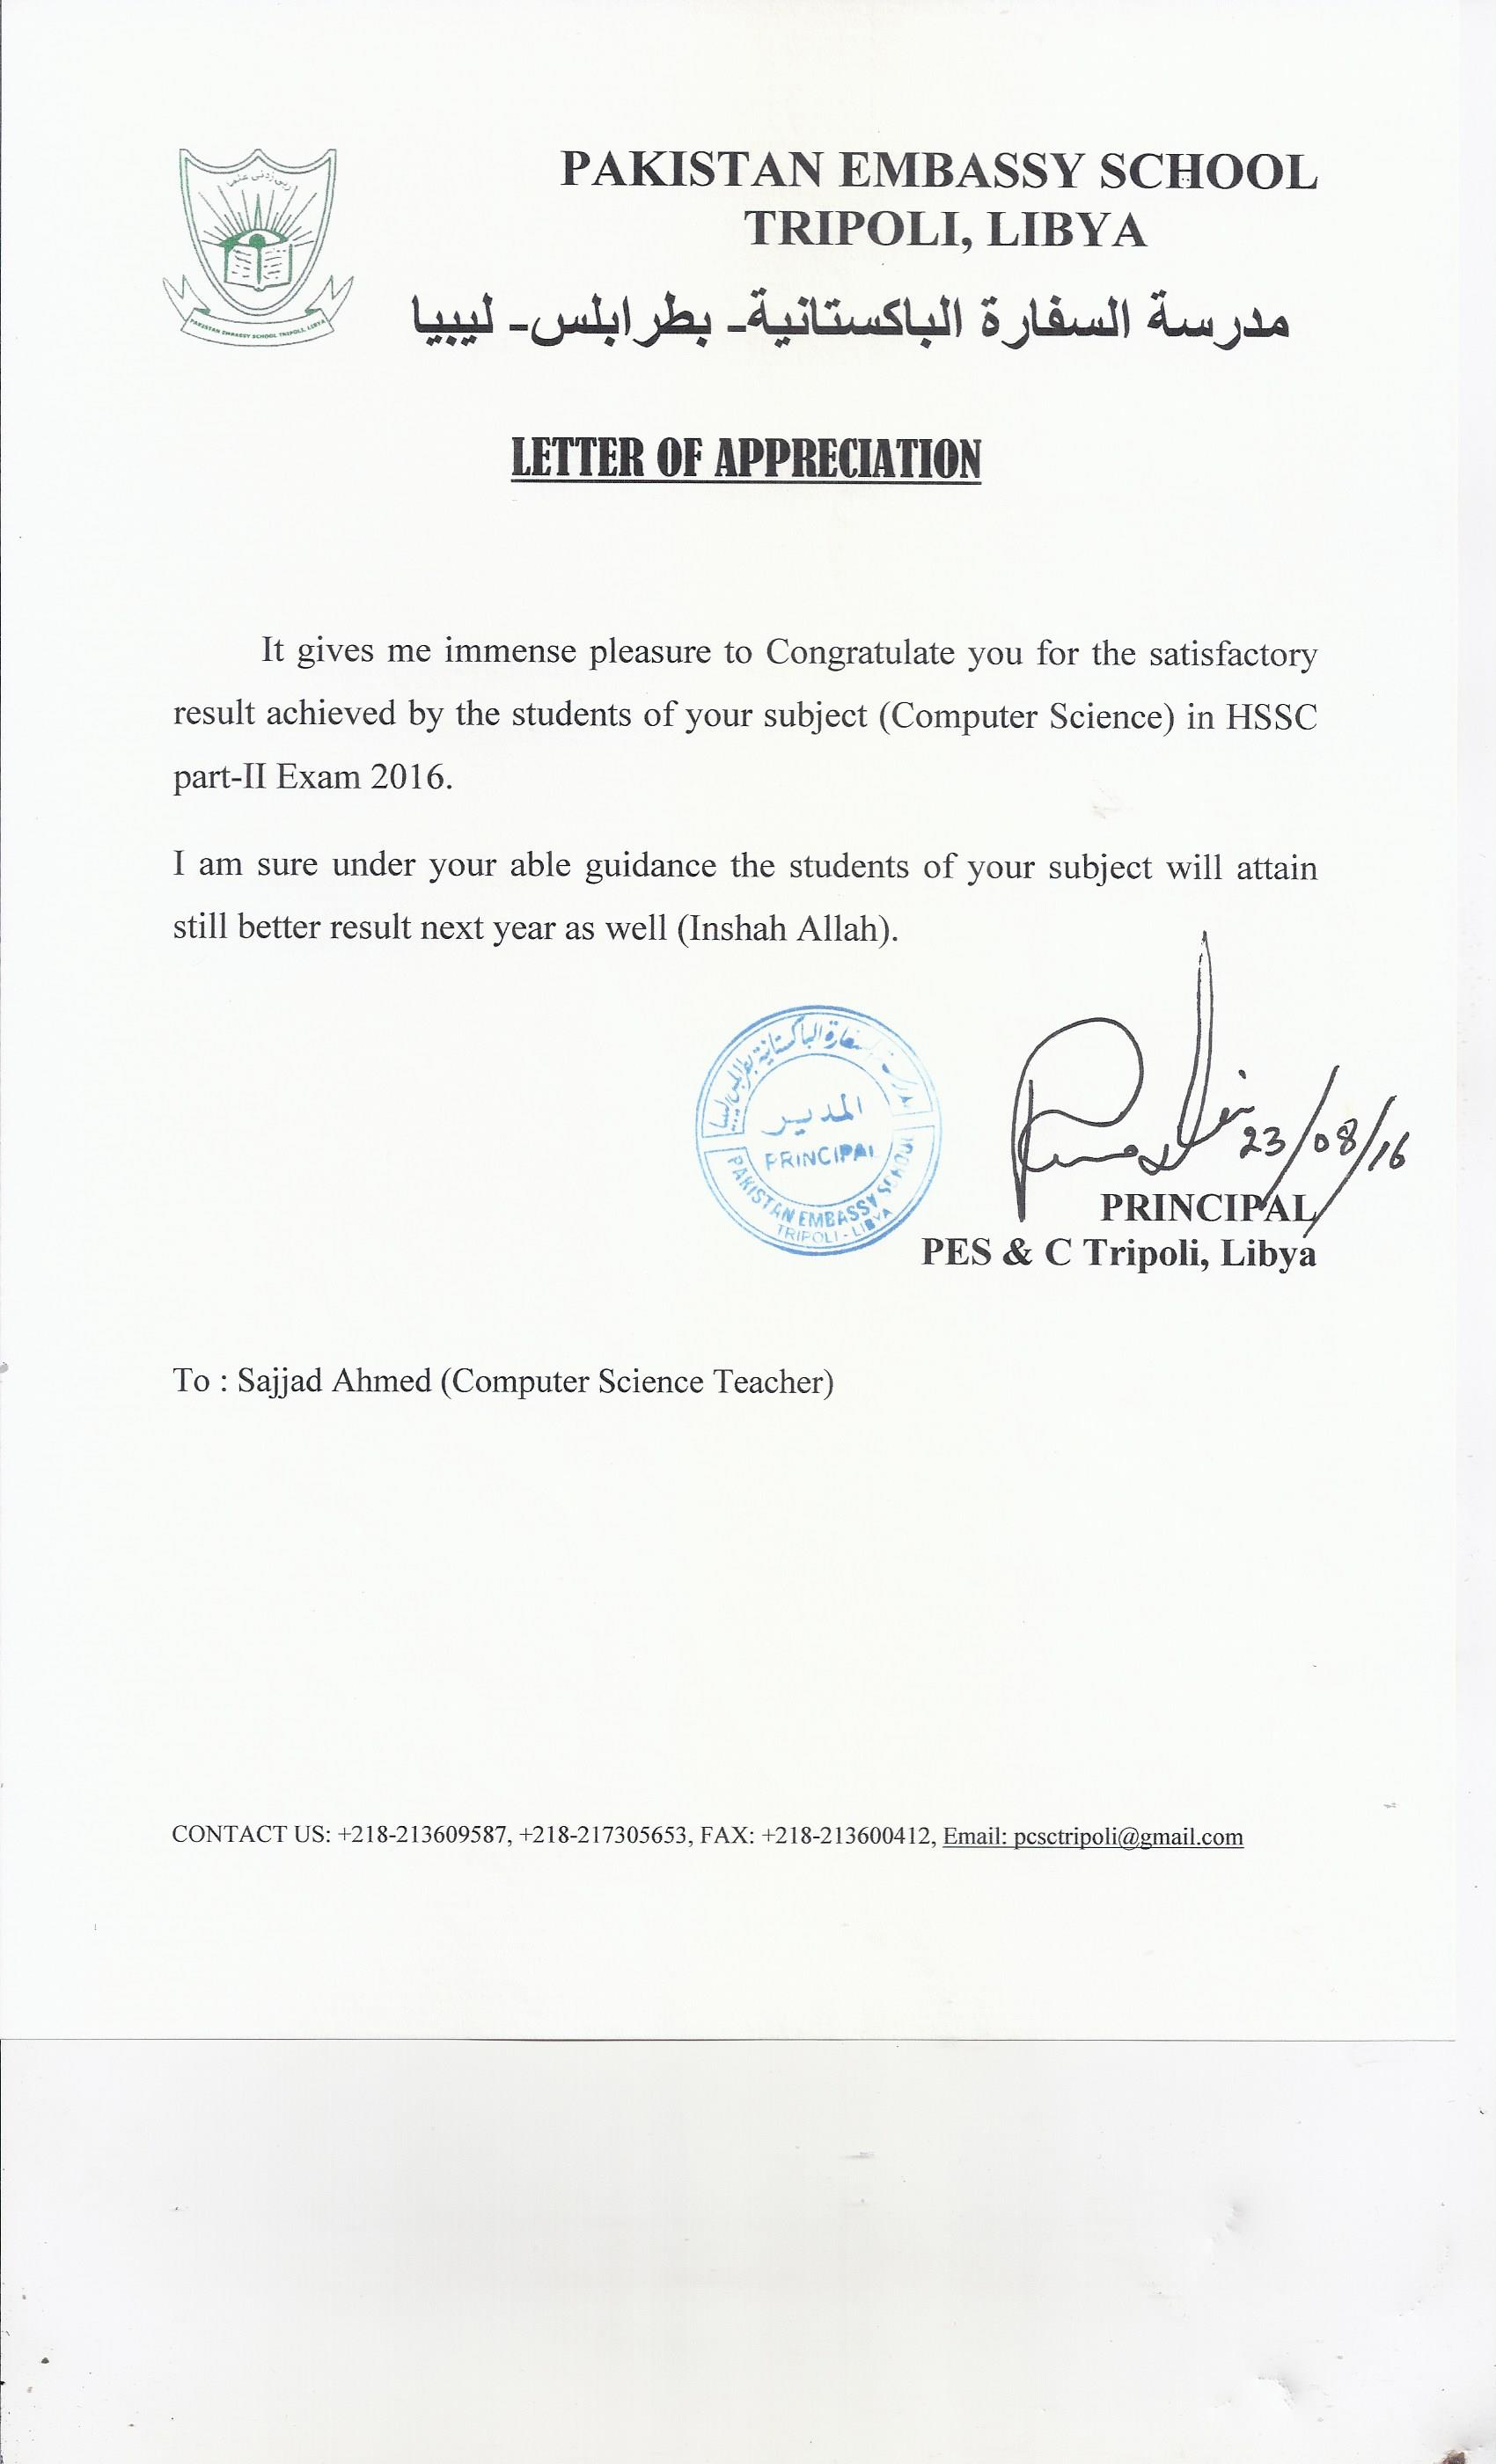 ربي زدني علما
PAKISTAN EMBASSY SCHOOL TRIPOLI, LIBYA
PAKISTAN EMBASSY SCHOOL
TRIPOLI, LIBYA
مدرسة السفارة الباكستانية- بطرابلس- ليبيا
LETTER OF APPRECIATION
It gives me immense pleasure to Congratulate you for the satisfactory
result achieved by the students of your subject (Computer Science) in HSSC
part-II Exam 2016.
I am sure under your able guidance the students of your subject will attain
still better result next year as well (Inshah Allah).
السفارة الباكستانية بطرابلس ليبيا
المدير
PRINCIPAL
PAKISTAN EMBASSY SCHOOL
TRIPOLI - LIBYA
23/08/16
PRINCIPAL
PES & C Tripoli, Libya
To : Sajjad Ahmed (Computer Science Teacher)
CONTACT US: +218-213609587, +218-217305653, FAX: +218-213600412, Email: pcsctripoli@gmail.com